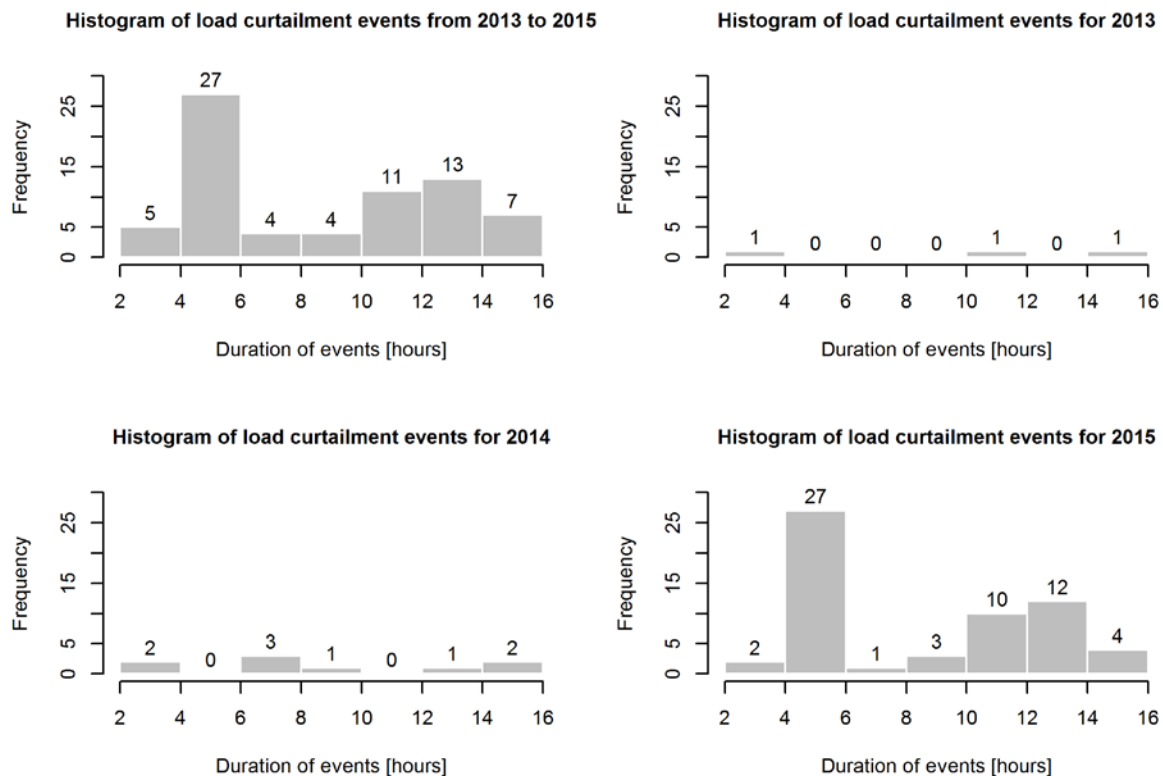 Histogram of load curtailment events from 2013 to 2015
Frequency
0 5 15 25
5 27 4 4 11 13 7
2 4 6 8 10 12 14 16
Duration of events [hours]
Histogram of load curtailment events for 2013
Frequency
0 5 15 25
1 0 0 0 1 0 1
2 4 6 8 10 12 14 16
Duration of events [hours]
Histogram of load curtailment events for 2014
Frequency
0 5 15 25
2 0 3 1 0 1 2
2 4 6 8 10 12 14 16
Duration of events [hours]
Histogram of load curtailment events for 2015
Frequency
0 5 15 25
2 27 1 3 10 12 4
2 4 6 8 10 12 14 16
Duration of events [hours]